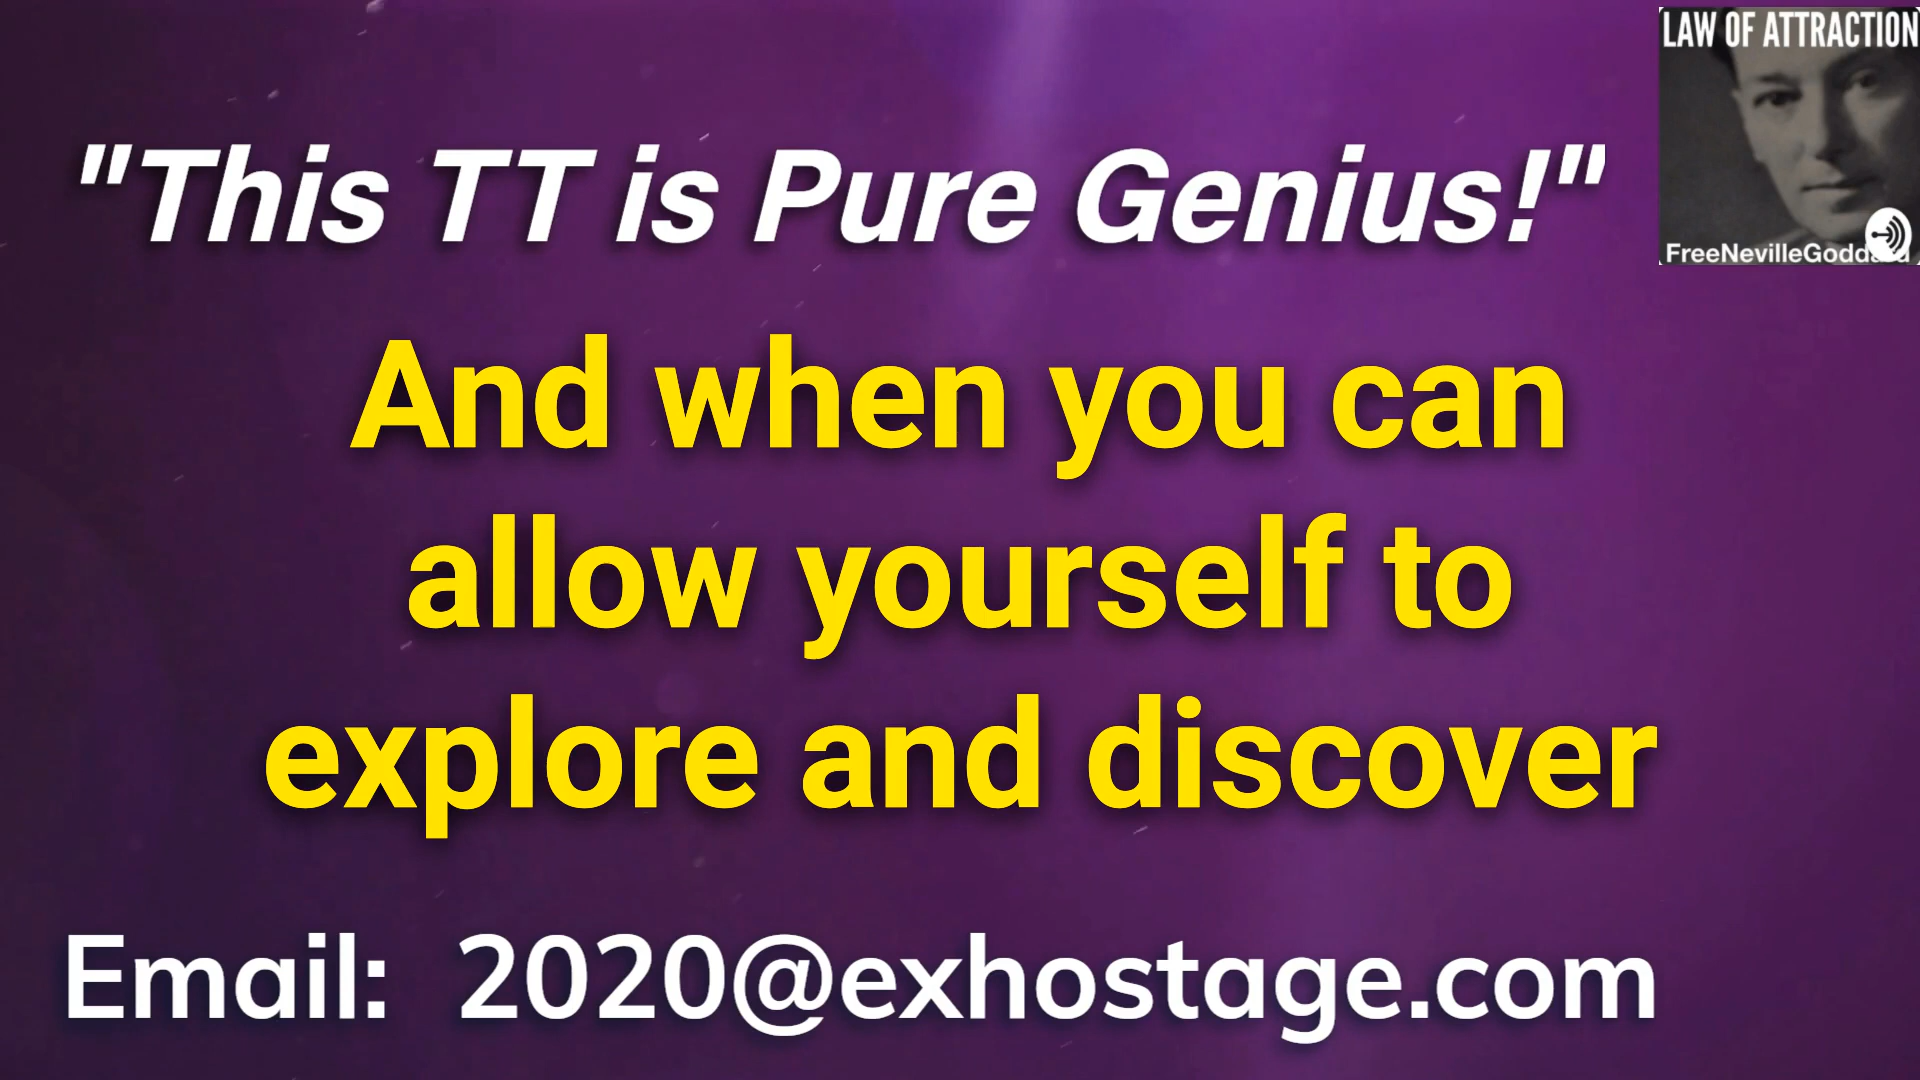 LAW OF ATTRACTION
"This TT is Pure Genius!"
FreeNevilleGodd
And when you can
allow yourself to
explore and discover
Email: 2020@exhostage.com